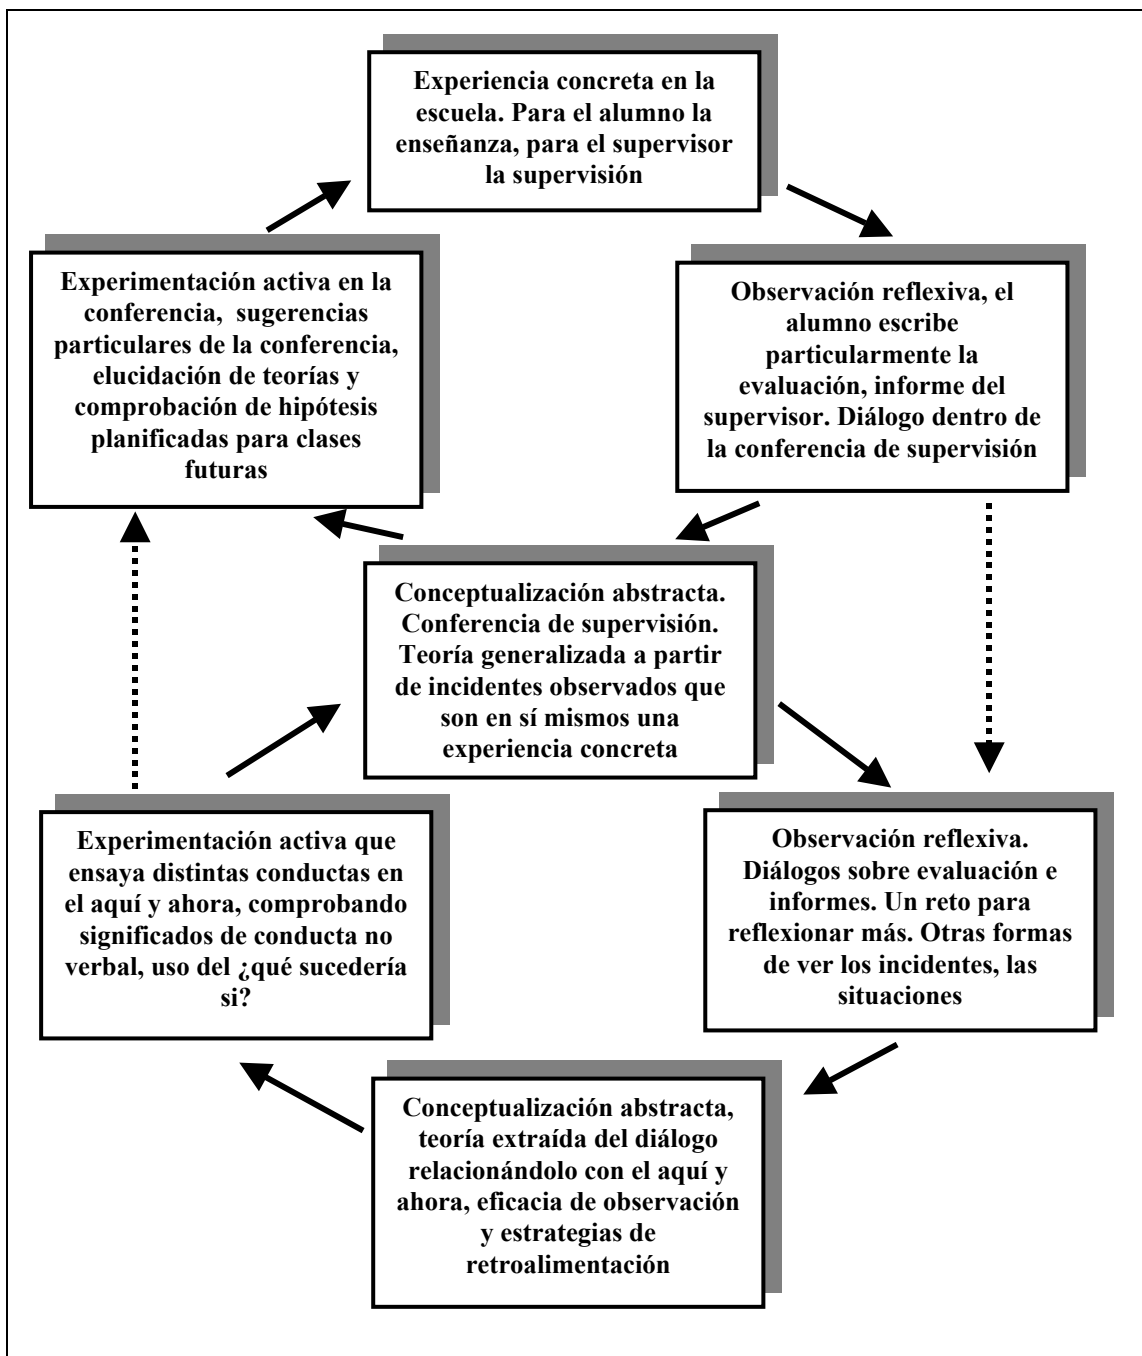 Experiencia concreta en la
escuela. Para el alumno la
enseñanza, para el supervisor
la supervisión
Experimentación activa en la
conferencia, sugerencias
particulares de la conferencia,
elucidación de teorías y
comprobación de hipótesis
planificadas para clases
futuras
Observación reflexiva, el
alumno escribe
particularmente la
evaluación, informe del
supervisor. Diálogo dentro de
la conferencia de supervisión
Conceptualización abstracta.
Conferencia de supervisión.
Teoría generalizada a partir
de incidentes observados que
son en sí mismos una
experiencia concreta
Experimentación activa que
ensaya distintas conductas en
el aquí y ahora, comprobando
significados de conducta no
verbal, uso del ¿qué sucedería
si?
Observación reflexiva.
Diálogos sobre evaluación e
informes. Un reto para
reflexionar más. Otras formas
de ver los incidentes, las
situaciones
Conceptualización abstracta,
teoría extraída del diálogo
relacionándolo con el aquí y
ahora, eficacia de observación
y estrategias de
retroalimentación